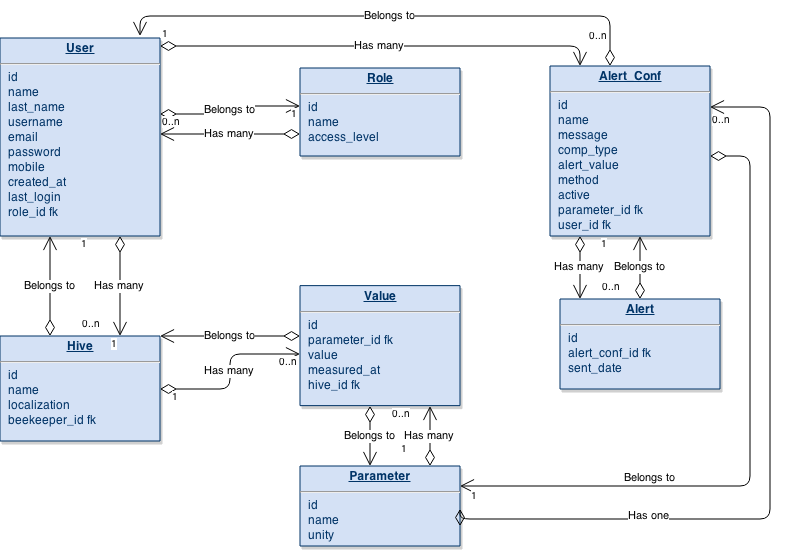 Belongs to
1
0..n
Has many
User
id
name
last_name
username
email
password
mobile
created_at
last_login
role_id fk
Belongs to
0..n
1
Has many
Role
id
name
access_level
Alert_Conf
id
name
message
comp_type
alert_value
method
active
parameter_id fk
user_id fk
0..n
1
Belongs to
Has many
0..n
1
1
Has many
Belongs to
0..n
Hive
id
name
localization
beekeeper_id fk
Belongs to
Has many
0..n
1
Value
id
parameter_id fk
value
measured_at
hive_id fk
Alert
id
alert_conf_id fk
sent_date
0..n
Belongs to
Has many
1
Parameter
id
name
unity
Belongs to
1
Has one